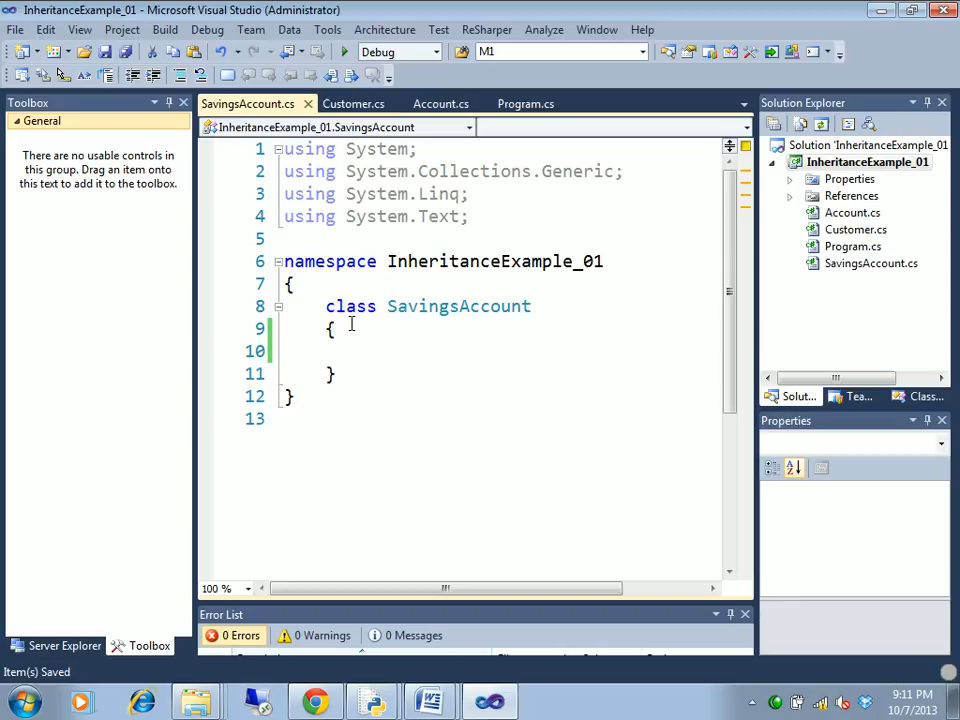 InheritanceExample_01 - Microsoft Visual Studio (Administrator)
File Edit View Project Build Debug Team Data Tools Architecture Test ReSharper Analyze Window Help
Debug M1
Toolbox
General
There are no usable controls in
this group. Drag an item onto
this text to add it to the toolbox.
Server Explorer Toolbox
SavingsAccount.cs Customer.cs Account.cs Program.cs
InheritanceExample_01.SavingsAccount
1 using System;
2 using System.Collections.Generic;
3 using System.Linq;
4 using System.Text;
5
6 namespace InheritanceExample_01
7 {
8 class SavingsAccount
9 {
10
11 }
12 }
13
100 %
Error List
0 Errors 0 Warnings 0 Messages
Solution Explorer
Solution 'InheritanceExample_01
InheritanceExample_01
Properties
References
Account.cs
Customer.cs
Program.cs
SavingsAccount.cs
Solut... Tea... Class...
Properties
Item(s) Saved
9:11 PM
10/7/2013